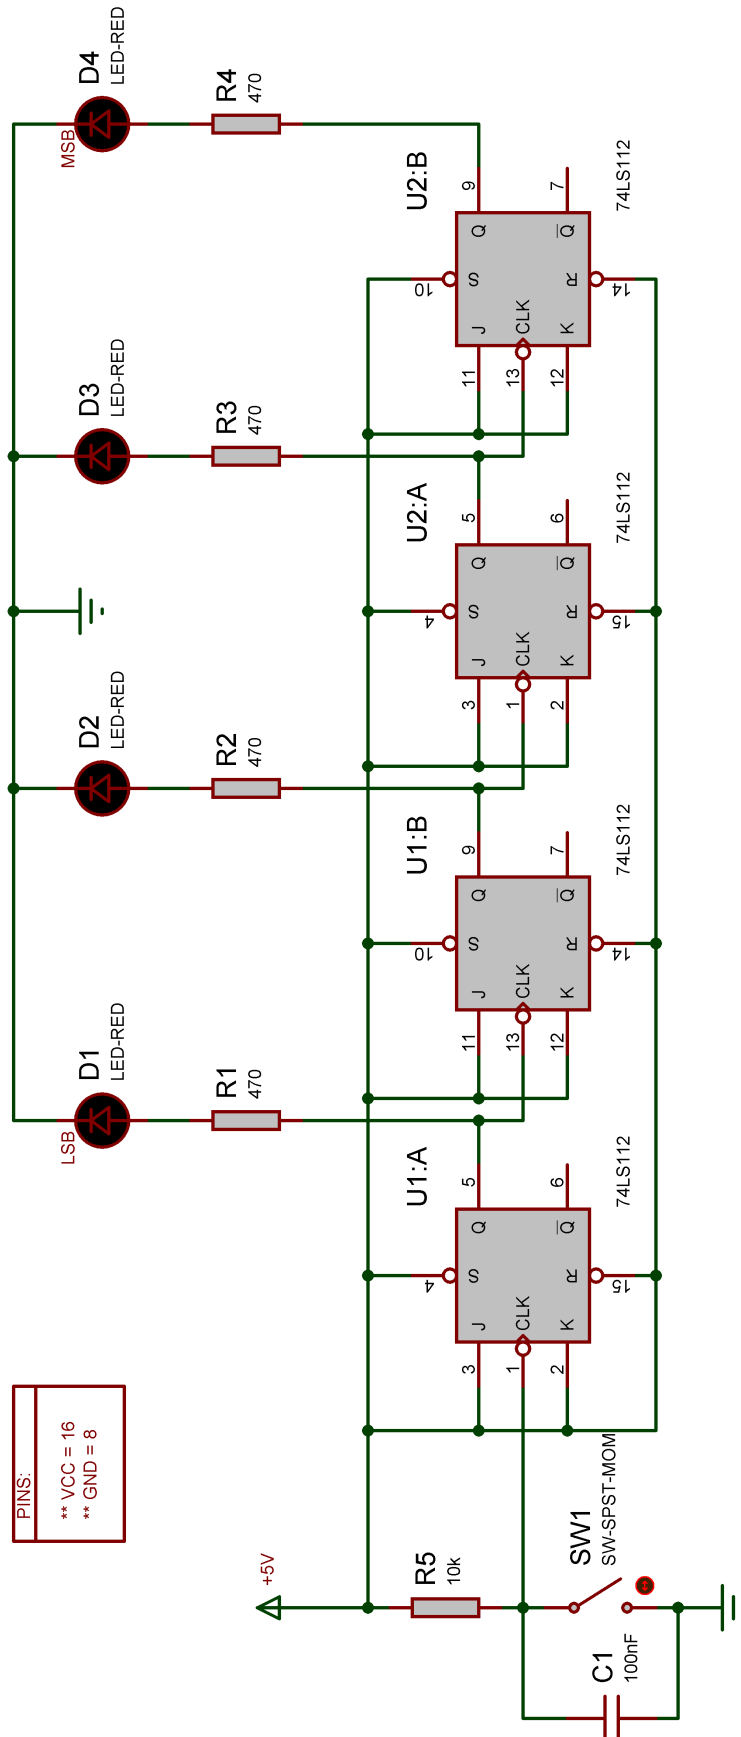 PINS:
** VCC = 16
** GND = 8
LSB
D1
LED-RED
D2
LED-RED
D3
LED-RED
MSB
D4
LED-RED
R1
470
R2
470
R3
470
R4
470
+5V
R5
10k
SW1
SW-SPST-MOM
C1
100nF
U1:A
4
S
3
J
Q
5
1
CLK
2
K
Q
6
R
15
74LS112
U1:B
10
S
11
J
Q
9
13
CLK
12
K
Q
7
R
14
74LS112
U2:A
4
S
3
J
Q
5
1
CLK
2
K
Q
6
R
15
74LS112
U2:B
10
S
11
J
Q
9
13
CLK
12
K
Q
7
R
14
74LS112